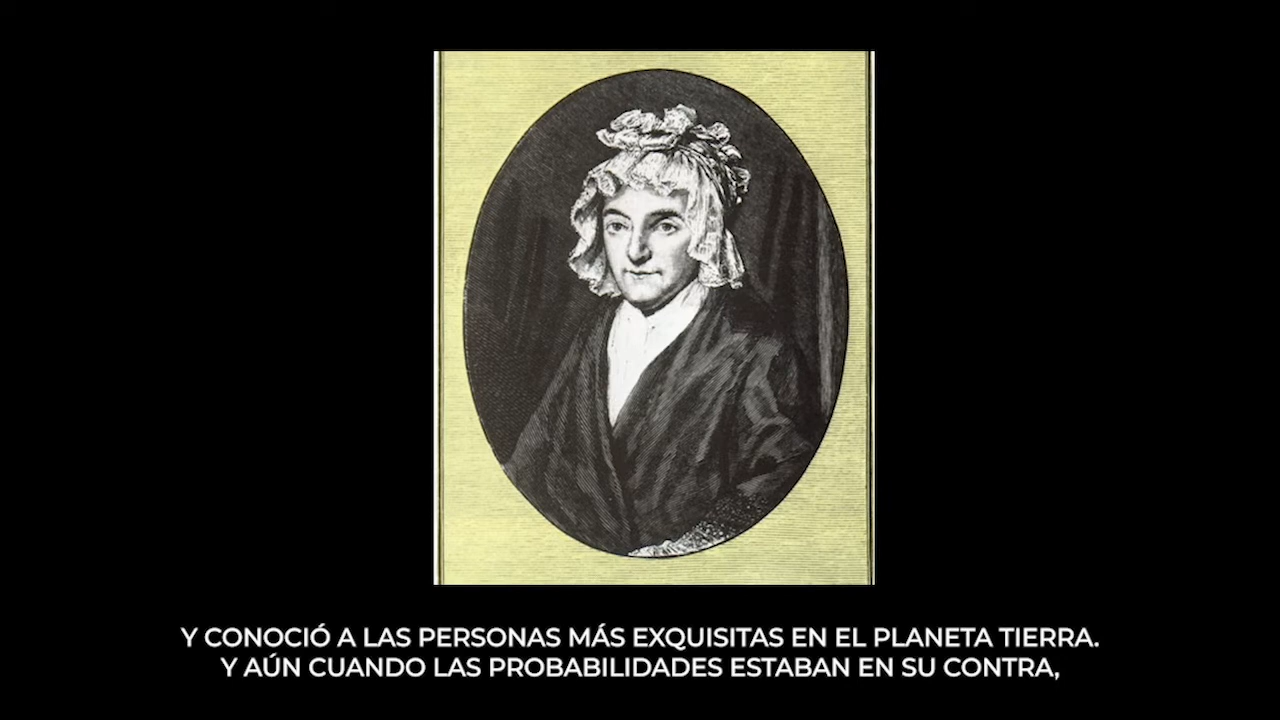 Y CONOCIÓ A LAS PERSONAS MÁS EXQUISITAS EN EL PLANETA TIERRA.
Y AÚN CUANDO LAS PROBABILIDADES ESTABAN EN SU CONTRA,